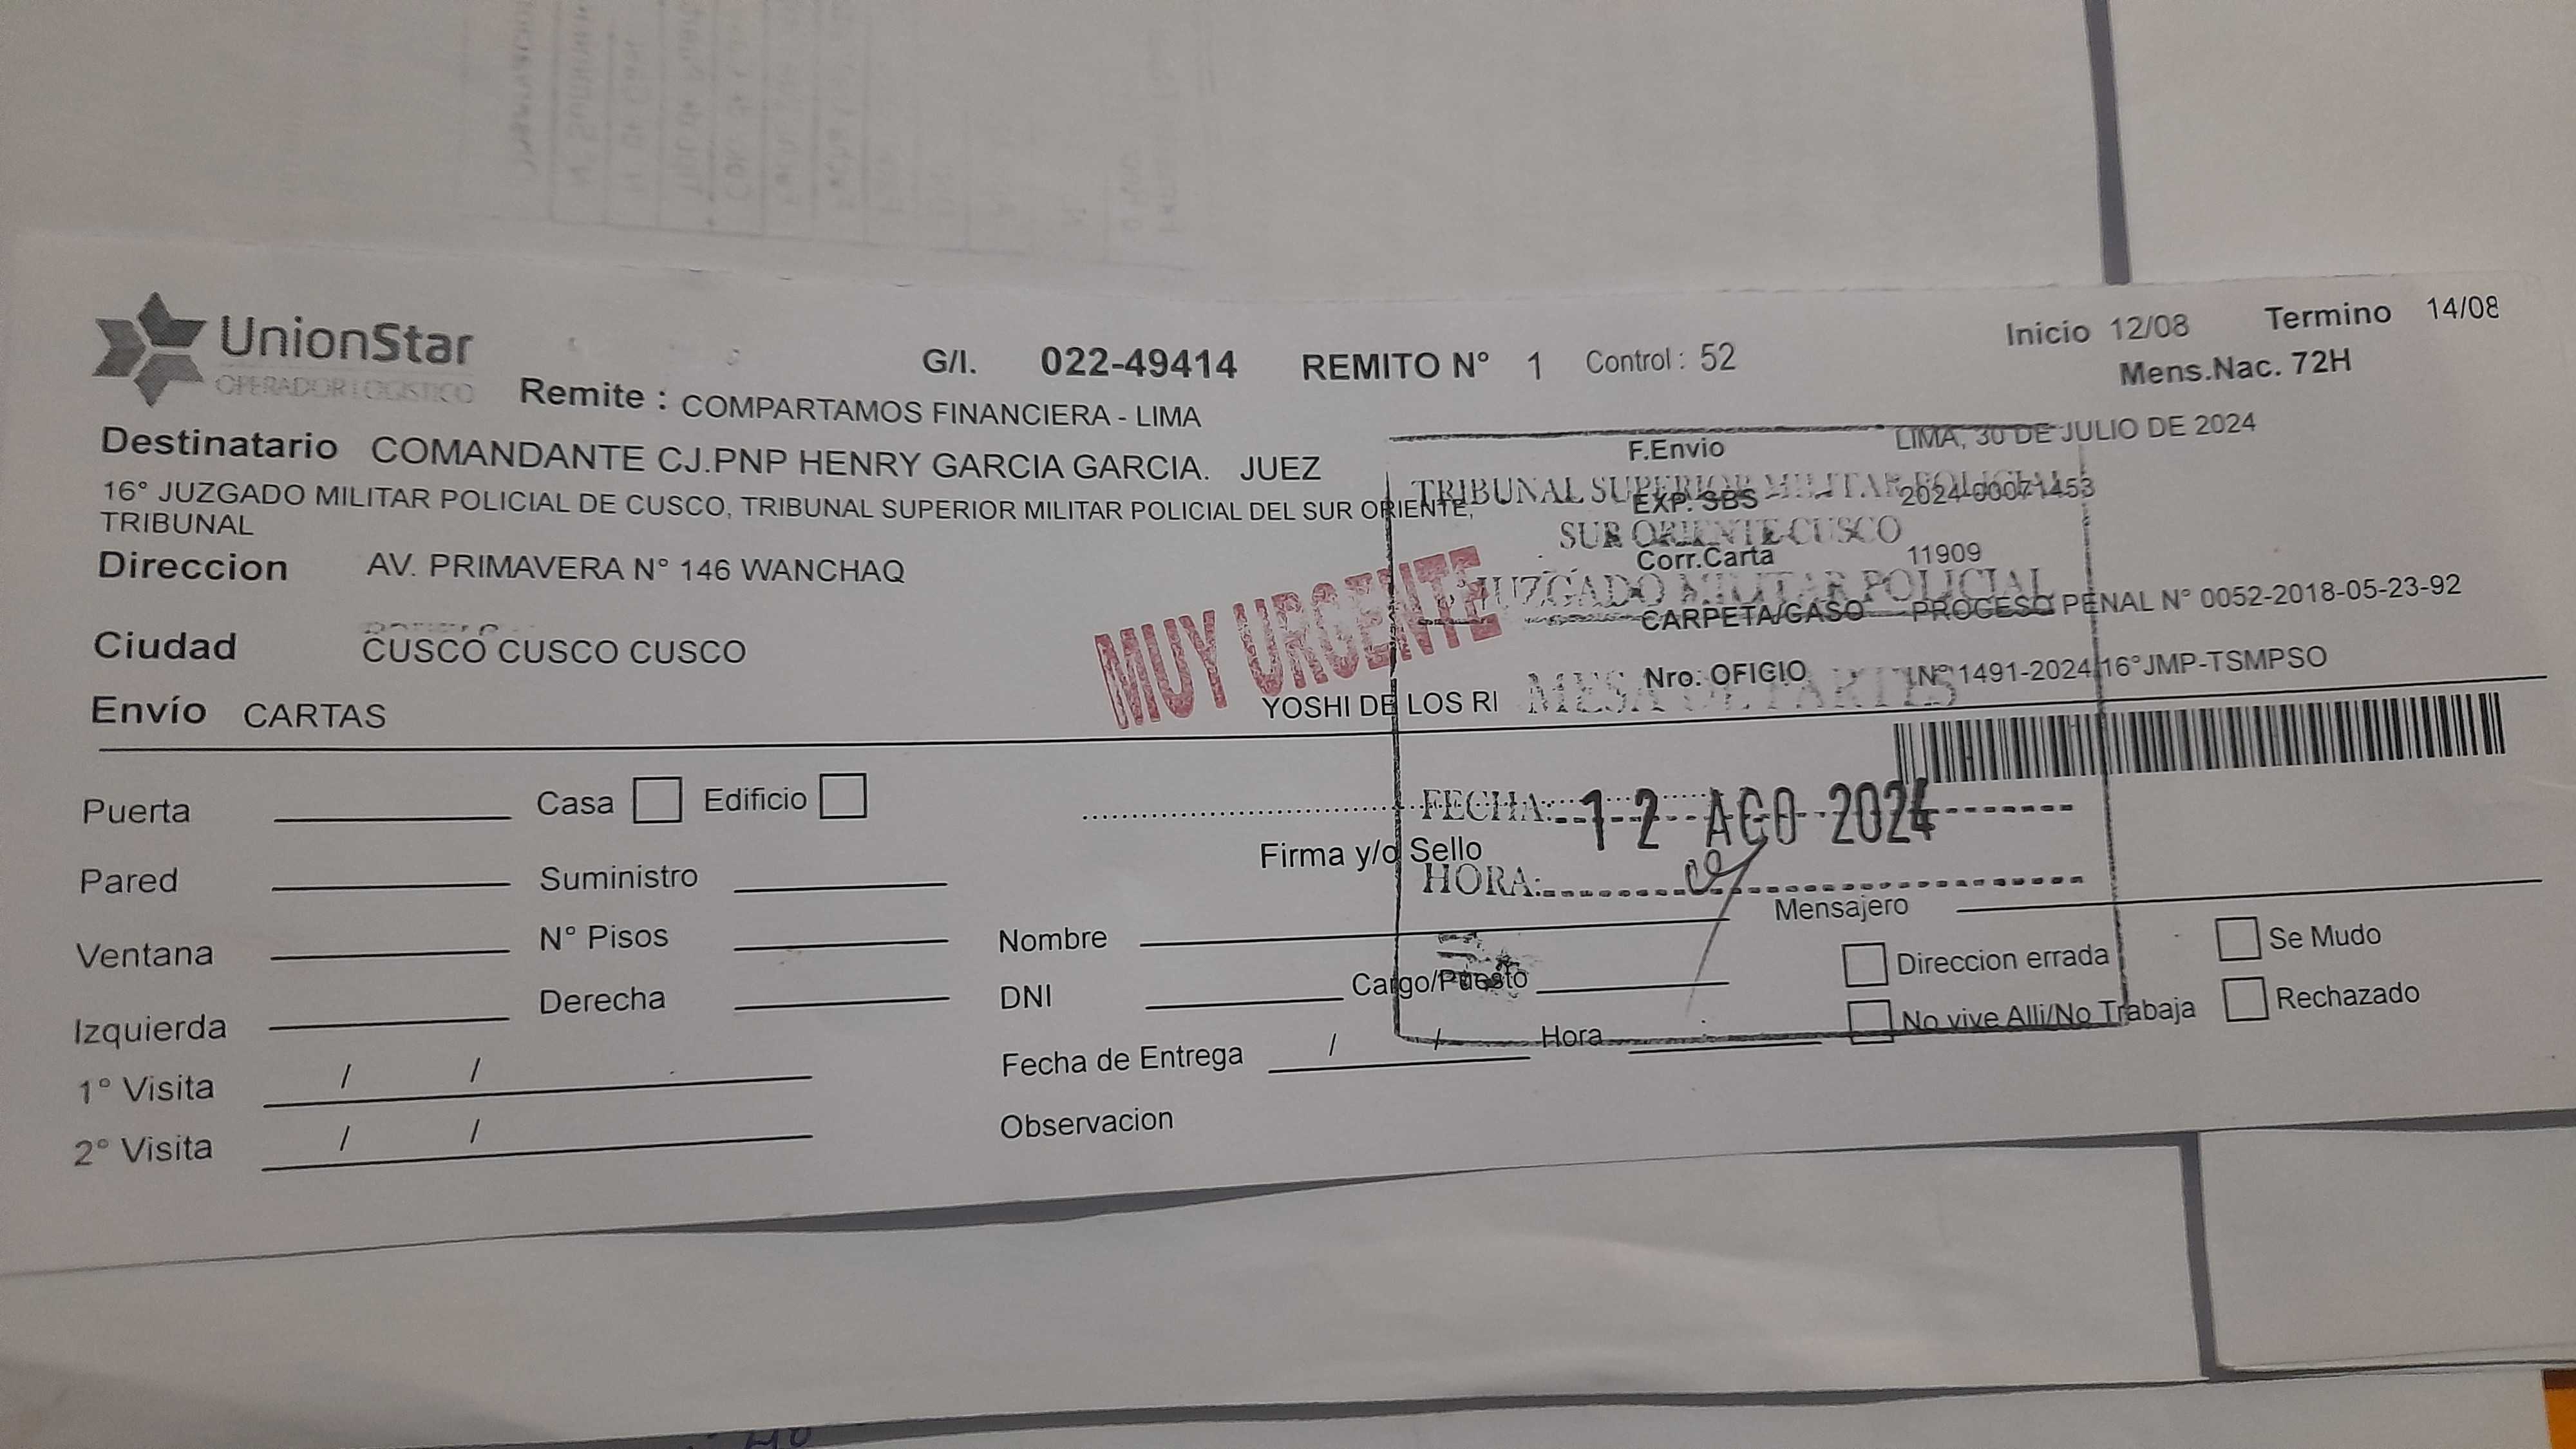 UnionStar
OPERADOR LOGISTICO
G/I. 022-49414 REMITO N° 1 Control : 52
Inicio 12/08 Termino 14/08
Mens.Nac. 72H
Remite : COMPARTAMOS FINANCIERA - LIMA
Destinatario COMANDANTE CJ.PNP HENRY GARCIA GARCIA. JUEZ
16° JUZGADO MILITAR POLICIAL DE CUSCO, TRIBUNAL SUPERIOR MILITAR POLICIAL DEL SUR ORIENTE,
TRIBUNAL
Direccion AV. PRIMAVERA N° 146 WANCHAQ
Ciudad CUSCO CUSCO CUSCO
Envío CARTAS
MUY URGENTE
YOSHI DE LOS RI
F.Envio LIMA, 30 DE JULIO DE 2024
EXP. SBS 2024-00071453
Corr.Carta 11909
CARPETA/CASO PROCESO PENAL N° 0052-2018-05-23-92
Nro. OFICIO N° 1491-2024/16°JMP-TSMPSO
TRIBUNAL SUPERIOR MILITAR POLICIAL
SUR ORIENTE-CUSCO
JUZGADO MILITAR POLICIAL
MESA DE PARTES
FECHA: 12 AGO 2024
HORA:
Puerta Casa Edificio
Pared Suministro
Ventana N° Pisos
Izquierda Derecha
1° Visita / /
2° Visita / /
Firma y/o Sello
Nombre
DNI Cargo/Puesto
Fecha de Entrega / / Hora
Observacion
Mensajero
Direccion errada Se Mudo
No vive Alli/No Trabaja Rechazado